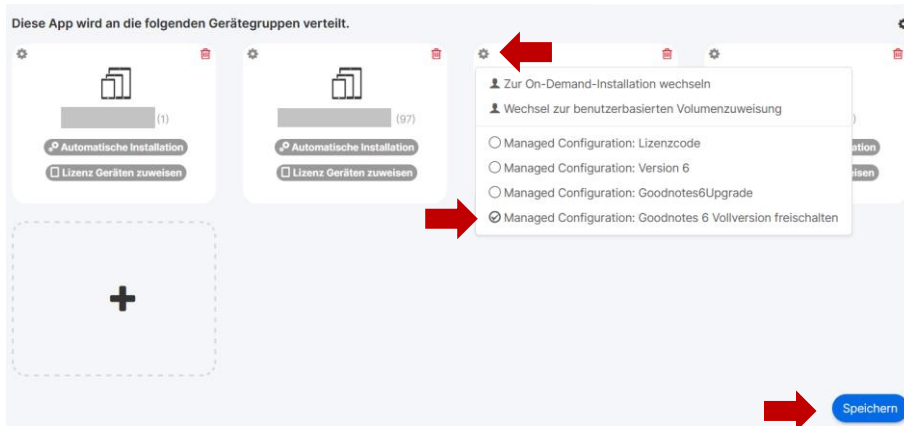 Diese App wird an die folgenden Gerätegruppen verteilt.
(1)
Automatische Installation
Lizenz Geräten zuweisen
(97)
Automatische Installation
Lizenz Geräten zuweisen
Zur On-Demand-Installation wechseln
Wechsel zur benutzerbasierten Volumenzuweisung
Managed Configuration: Lizenzcode
Managed Configuration: Version 6
Managed Configuration: Goodnotes6Upgrade
Managed Configuration: Goodnotes 6 Vollversion freischalten
Speichern